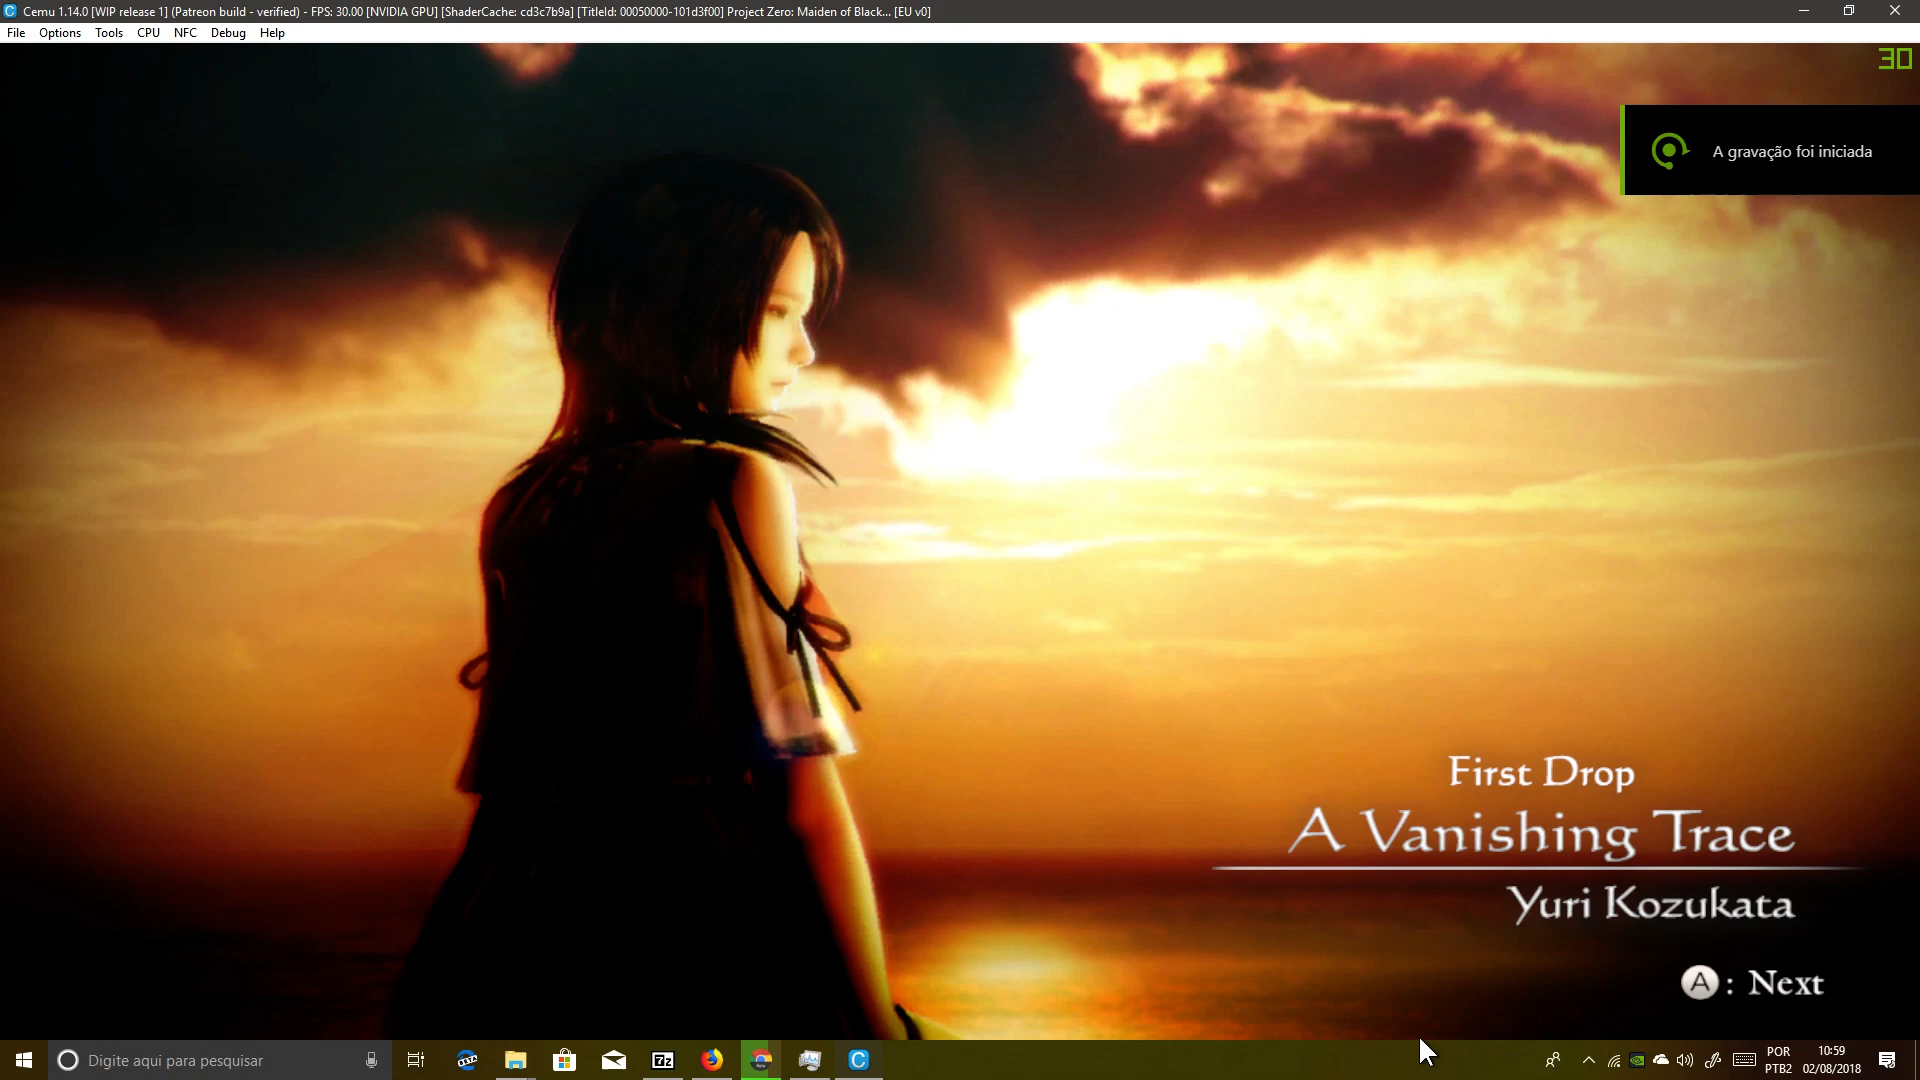 Cemu 1.14.0 [WIP release 1] (Patreon build - verified) - FPS: 30.00 [NVIDIA GPU] [ShaderCache: cd3c7b9a] [TitleId: 00050000-101d3f00] Project Zero: Maiden of Black... [EU v0]
File Options Tools CPU NFC Debug Help
30
A gravação foi iniciada
First Drop
A Vanishing Trace
Yuri Kozukata
A : Next
Digite aqui para pesquisar
BETA
7z
C
POR
PTB2
10:59
02/08/2018